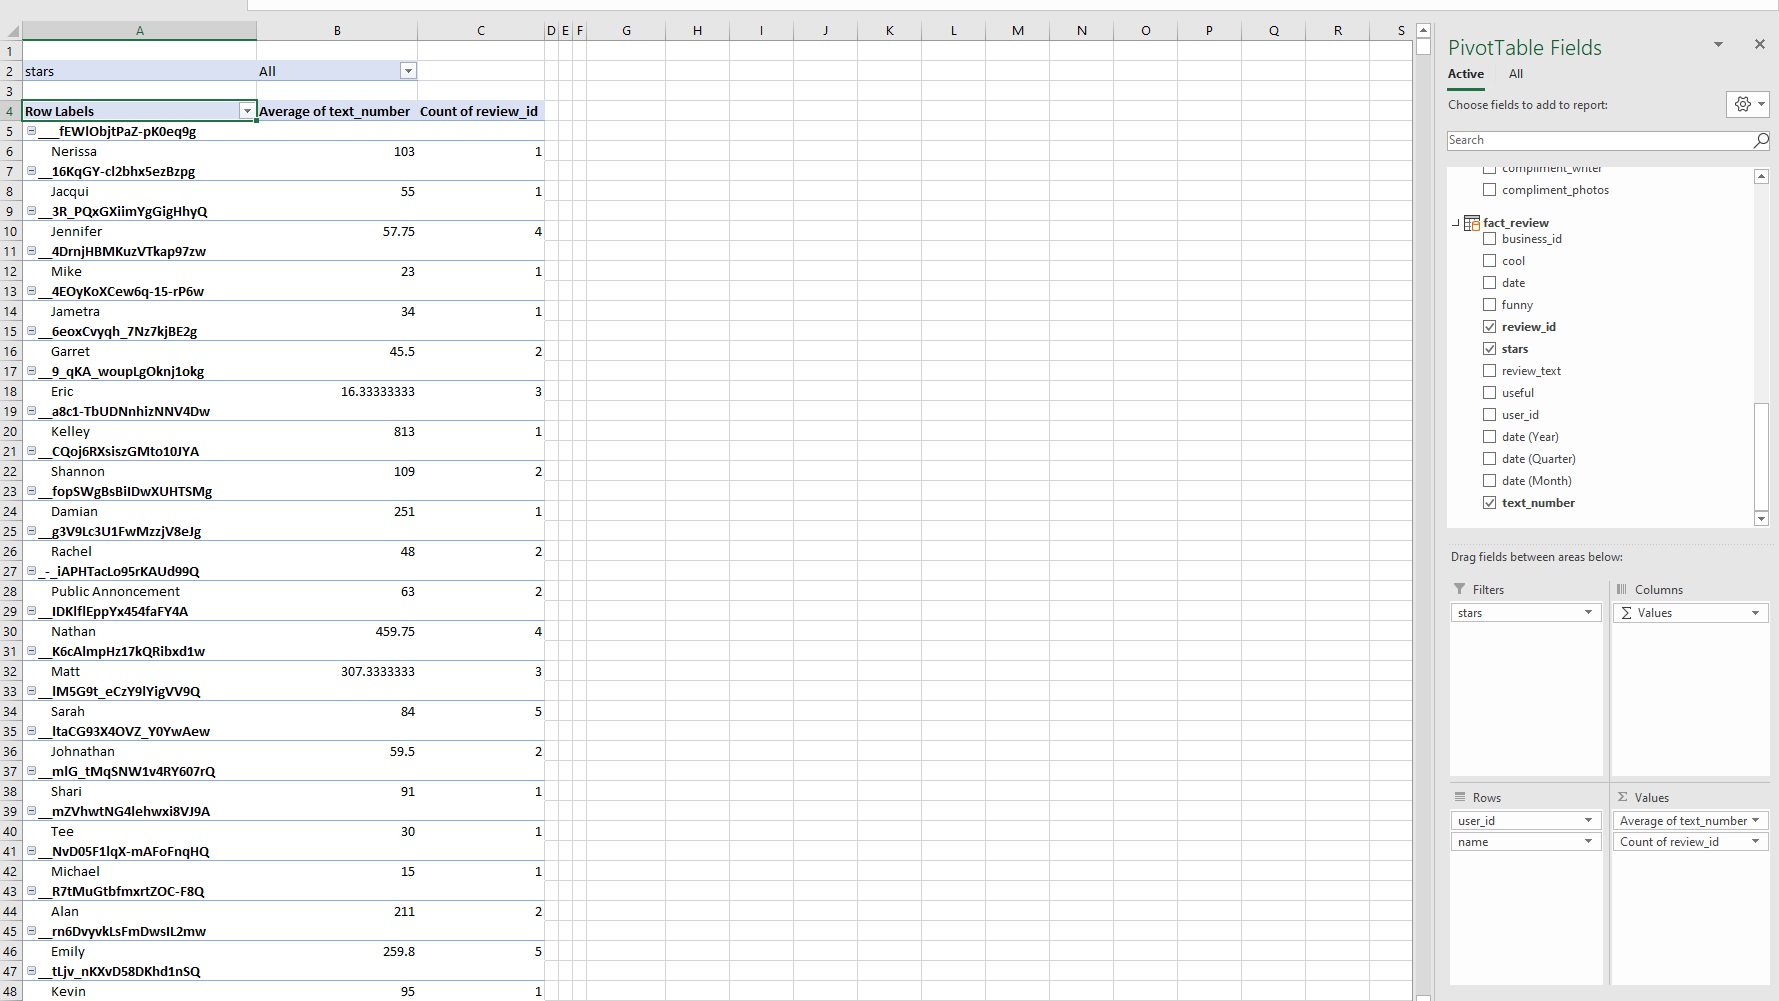 A B C D E F G H I J K L M N O P Q R S
1
2 stars All
3
4 Row Labels Average of text_number Count of review_id
5 ___fEWlObjtPaZ-pK0eq9g
6 Nerissa 103 1
7 __16KqGY-cl2bhx5ezBzpg
8 Jacqui 55 1
9 __3R_PQxGXiimYgGigHhyQ
10 Jennifer 57.75 4
11 __4DrnjHBMKuzVTkap97zw
12 Mike 23 1
13 __4EOyKoXCew6q-15-rP6w
14 Jametra 34 1
15 __6eoxCvyqh_7Nz7kjBE2g
16 Garret 45.5 2
17 __9_qKA_woupLgOknj1okg
18 Eric 16.33333333 3
19 __a8c1-TbUDNnhizNNV4Dw
20 Kelley 813 1
21 __CQoj6RXsiszGMto10JYA
22 Shannon 109 2
23 __fopSWgBsBiIDwXUHTSMg
24 Damian 251 1
25 __g3V9Lc3U1FwMzzjV8eJg
26 Rachel 48 2
27 _-_iAPHTacLo95rKAUd99Q
28 Public Annoncement 63 2
29 __IDKlflEppYx454faFY4A
30 Nathan 459.75 4
31 __K6cAlmpHz17kQRibxd1w
32 Matt 307.3333333 3
33 __lM5G9t_eCzY9lYigVV9Q
34 Sarah 84 5
35 __ltaCG93X4OVZ_Y0YwAew
36 Johnathan 59.5 2
37 __mlG_tMqSNW1v4RY607rQ
38 Shari 91 1
39 __mZVhwtNG4lehwxi8VJ9A
40 Tee 30 1
41 __NvD05F1lqX-mAFoFnqHQ
42 Michael 15 1
43 __R7tMuGtbfmxrtZOC-F8Q
44 Alan 211 2
45 __rn6DvyvkLsFmDwsIL2mw
46 Emily 259.8 5
47 __tLjv_nKXvD58DKhd1nSQ
48 Kevin 95 1
PivotTable Fields
Active All
Choose fields to add to report:
Search
compliment_writer
compliment_photos
fact_review
business_id
cool
date
funny
review_id
stars
review_text
useful
user_id
date (Year)
date (Quarter)
date (Month)
text_number
Drag fields between areas below:
Filters
stars
Columns
Σ Values
Rows
user_id
name
Σ Values
Average of text_number
Count of review_id